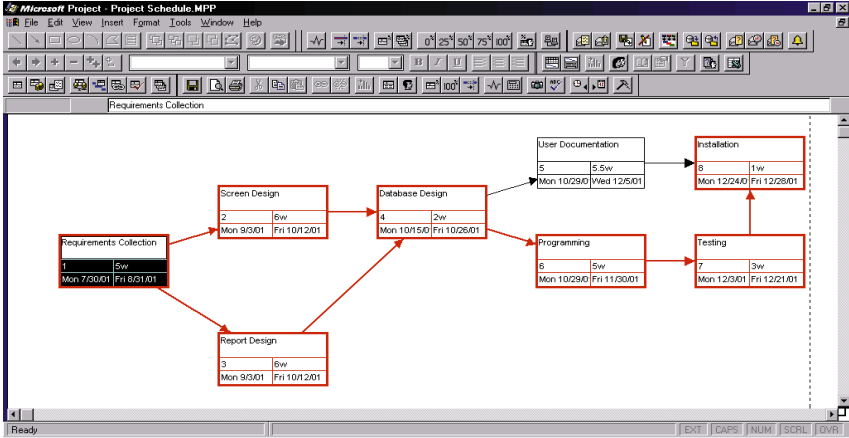 Microsoft Project - Project Schedule.MPP
File Edit View Insert Format Tools Window Help
0% 25% 50% 75% 100%
B I U
100%
Requirements Collection
User Documentation
5 5.5w
Mon 10/29/0 Wed 12/5/01
Installation
8 1w
Mon 12/24/0 Fri 12/28/01
Screen Design
2 6w
Mon 9/3/01 Fri 10/12/01
Database Design
4 2w
Mon 10/15/0 Fri 10/26/01
Requirements Collection
1 5w
Mon 7/30/01 Fri 8/31/01
Programming
6 5w
Mon 10/29/0 Fri 11/30/01
Testing
7 3w
Mon 12/3/01 Fri 12/21/01
Report Design
3 6w
Mon 9/3/01 Fri 10/12/01
Ready
EXT CAPS NUM SCRL OVR